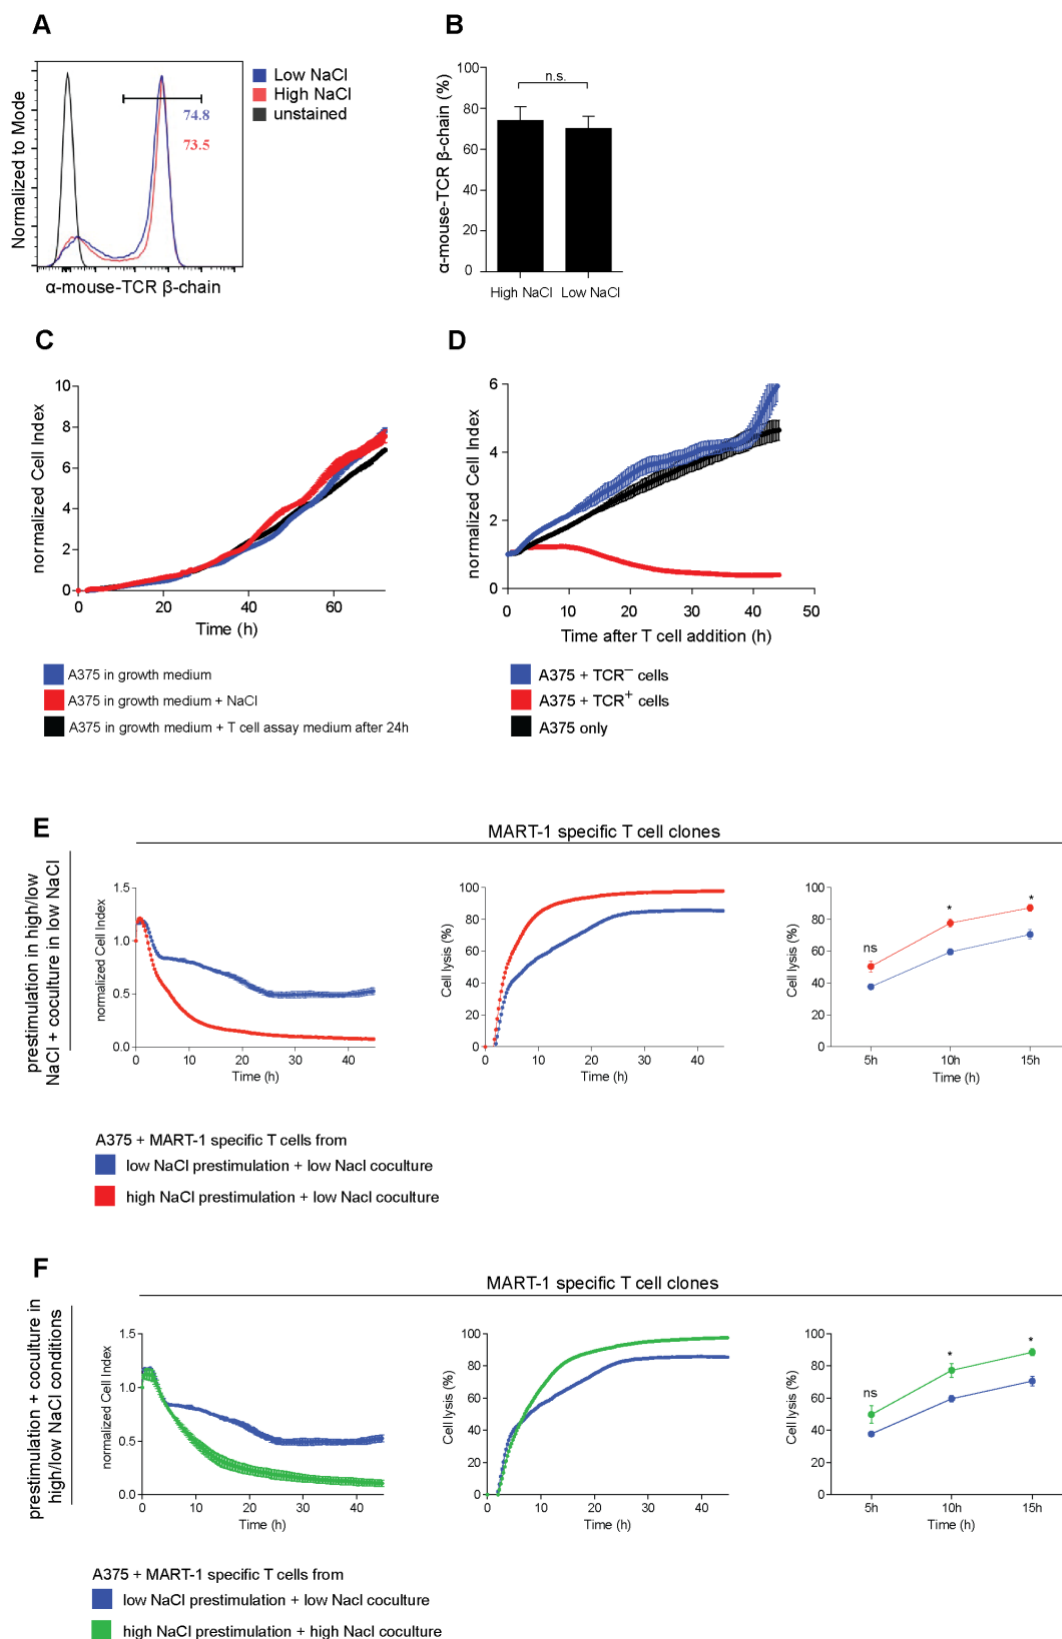 A
Normalized to Mode
74.8
73.5
α-mouse-TCR β-chain
Low NaCl
High NaCl
unstained
B
α-mouse-TCR β-chain (%)
100
80
60
40
20
0
n.s.
High NaCl
Low NaCl
C
normalized Cell Index
10
8
6
4
2
0
0
20
40
60
Time (h)
A375 in growth medium
A375 in growth medium + NaCl
A375 in growth medium + T cell assay medium after 24h
D
normalized Cell Index
6
4
2
0
0
10
20
30
40
50
Time after T cell addition (h)
A375 + TCR⁻ cells
A375 + TCR⁺ cells
A375 only
E
MART-1 specific T cell clones
prestimulation in high/low
NaCl + coculture in low NaCl
normalized Cell Index
1.5
1.0
0.5
0.0
0
10
20
30
40
Time (h)
Cell lysis (%)
100
80
60
40
20
0
0
10
20
30
40
Time (h)
Cell lysis (%)
100
80
60
40
20
0
ns
*
*
5h
10h
15h
Time (h)
A375 + MART-1 specific T cells from
low NaCl prestimulation + low Nacl coculture
high NaCl prestimulation + low Nacl coculture
F
MART-1 specific T cell clones
prestimulation + coculture in
high/low NaCl conditions
normalized Cell Index
1.5
1.0
0.5
0.0
0
10
20
30
40
Time (h)
Cell lysis (%)
100
80
60
40
20
0
0
10
20
30
40
Time (h)
Cell lysis (%)
100
80
60
40
20
0
ns
*
*
5h
10h
15h
Time (h)
A375 + MART-1 specific T cells from
low NaCl prestimulation + low Nacl coculture
high NaCl prestimulation + high Nacl coculture